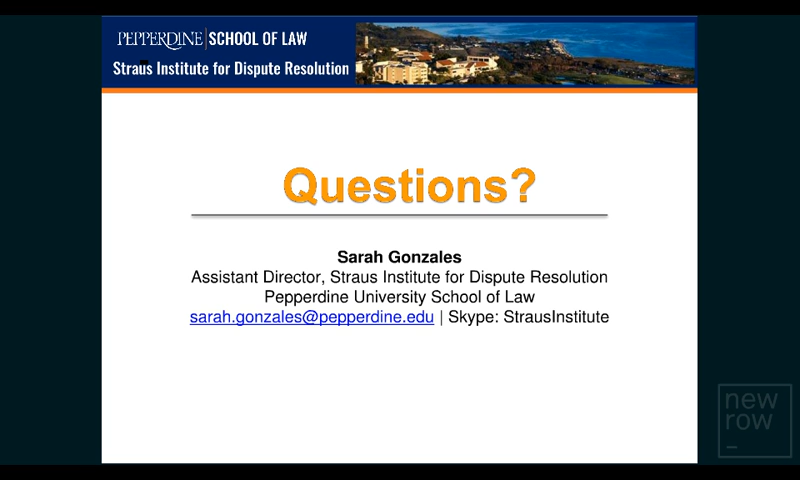 PEPPERDINE | SCHOOL OF LAW
Straus Institute for Dispute Resolution
Questions?
Sarah Gonzales
Assistant Director, Straus Institute for Dispute Resolution
Pepperdine University School of Law
sarah.gonzales@pepperdine.edu | Skype: StrausInstitute
new
row